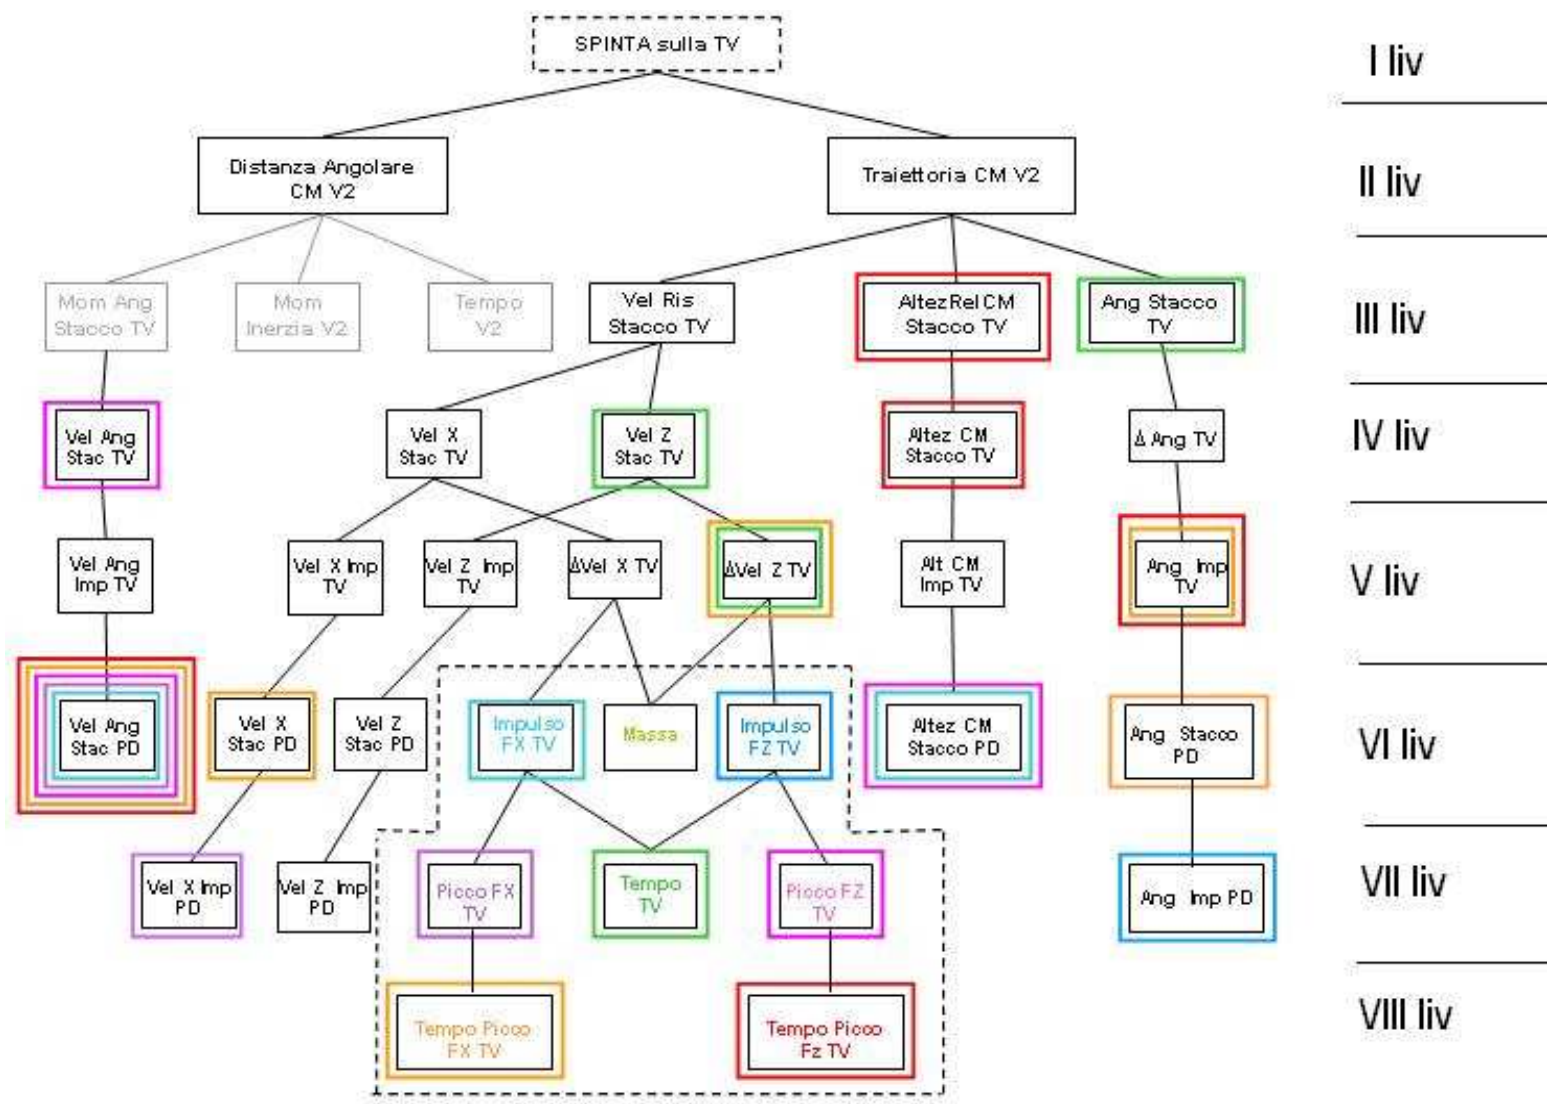 SPINTA sulla TV
I liv
Distanza Angolare
CM V2
Traiettoria CM V2
II liv
Mom Ang
Stacco TV
Mom
Inerzia V2
Tempo
V2
Vel Ris
Stacco TV
Altez Rel CM
Stacco TV
Ang Stacco
TV
III liv
Vel Ang
Stac TV
Vel X
Stac TV
Vel Z
Stac TV
Altez CM
Stacco TV
Δ Ang TV
IV liv
Vel Ang
Imp TV
Vel X Imp
TV
Vel Z Imp
TV
ΔVel X TV
ΔVel Z TV
Alt CM
Imp TV
Ang Imp
TV
V liv
Vel Ang
Stac PD
Vel X
Stac PD
Vel Z
Stac PD
Impulso
FX TV
Massa
Impulso
FZ TV
Altez CM
Stacco PD
Ang Stacco
PD
VI liv
Vel X Imp
PD
Vel Z Imp
PD
Picco FX
TV
Tempo
TV
Picco FZ
TV
Ang Imp PD
VII liv
Tempo Picco
FX TV
Tempo Picco
Fz TV
VIII liv